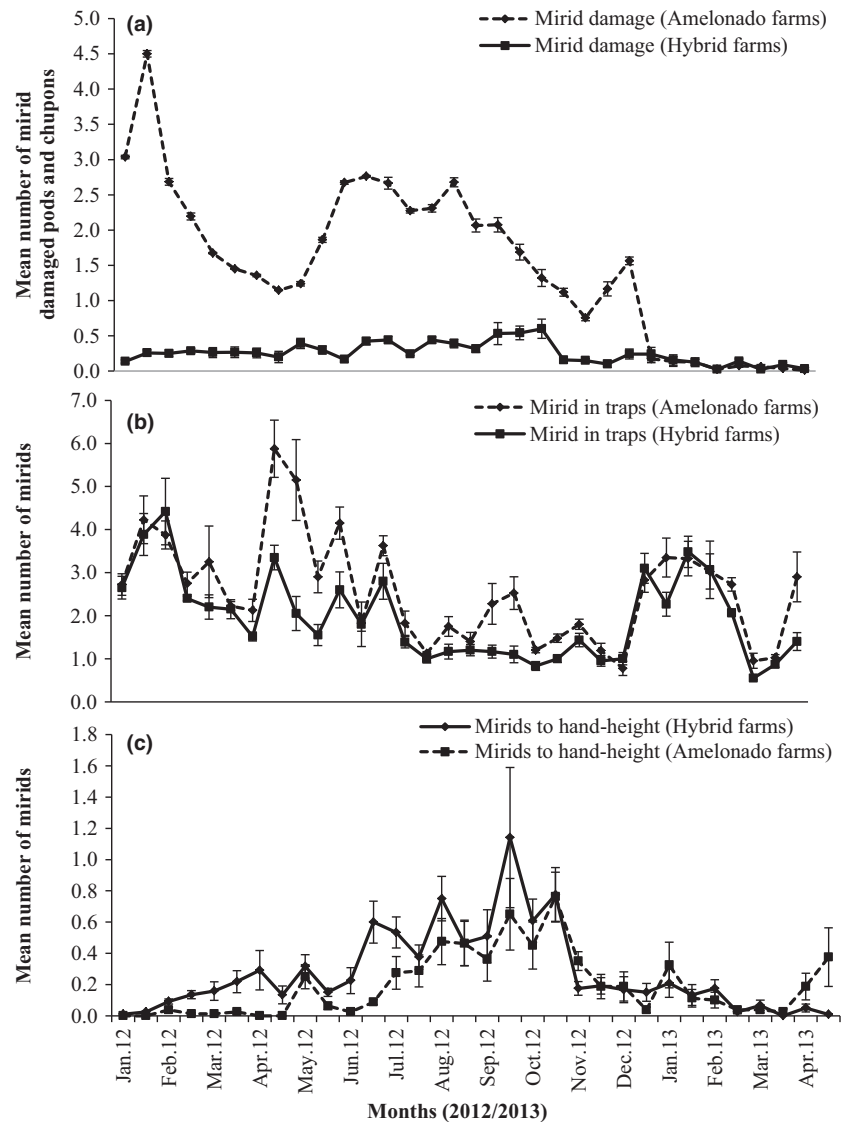 (a)
Mirid damage (Amelonado farms)
Mirid damage (Hybrid farms)
Mean number of mirid
damaged pods and chupons
5.0
4.5
4.0
3.5
3.0
2.5
2.0
1.5
1.0
0.5
0.0
(b)
Mirid in traps (Amelonado farms)
Mirid in traps (Hybrid farms)
Mean number of mirids
7.0
6.0
5.0
4.0
3.0
2.0
1.0
0.0
(c)
Mirids to hand-height (Hybrid farms)
Mirids to hand-height (Amelonado farms)
Mean number of mirids
1.8
1.6
1.4
1.2
1.0
0.8
0.6
0.4
0.2
0.0
Jan.12
Feb.12
Mar.12
Apr.12
May.12
Jun.12
Jul.12
Aug.12
Sep.12
Oct.12
Nov.12
Dec.12
Jan.13
Feb.13
Mar.13
Apr.13
Months (2012/2013)